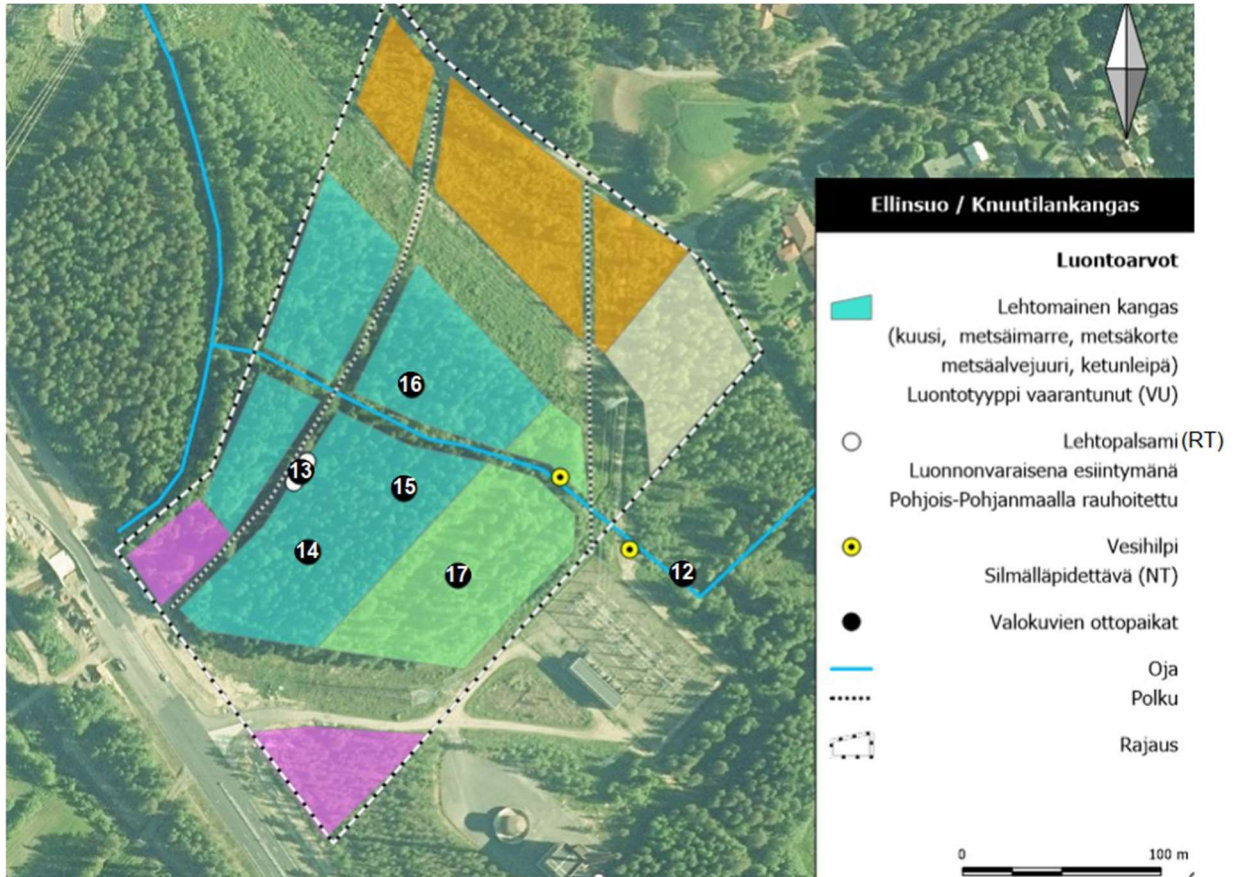 Ellinsuo / Knuutilankangas
Luontoarvot
Lehtomainen kangas
(kuusi, metsäimarre, metsäkorte
metsäalvejuuri, ketunleipä)
Luontotyyppi vaarantunut (VU)
Lehtopalsami (RT)
Luonnonvaraisena esiintymänä
Pohjois-Pohjanmaalla rauhoitettu
Vesihilpi
Silmälläpidettävä (NT)
Valokuvien ottopaikat
Oja
Polku
Rajaus
0 100 m
16
13
15
14
17
12